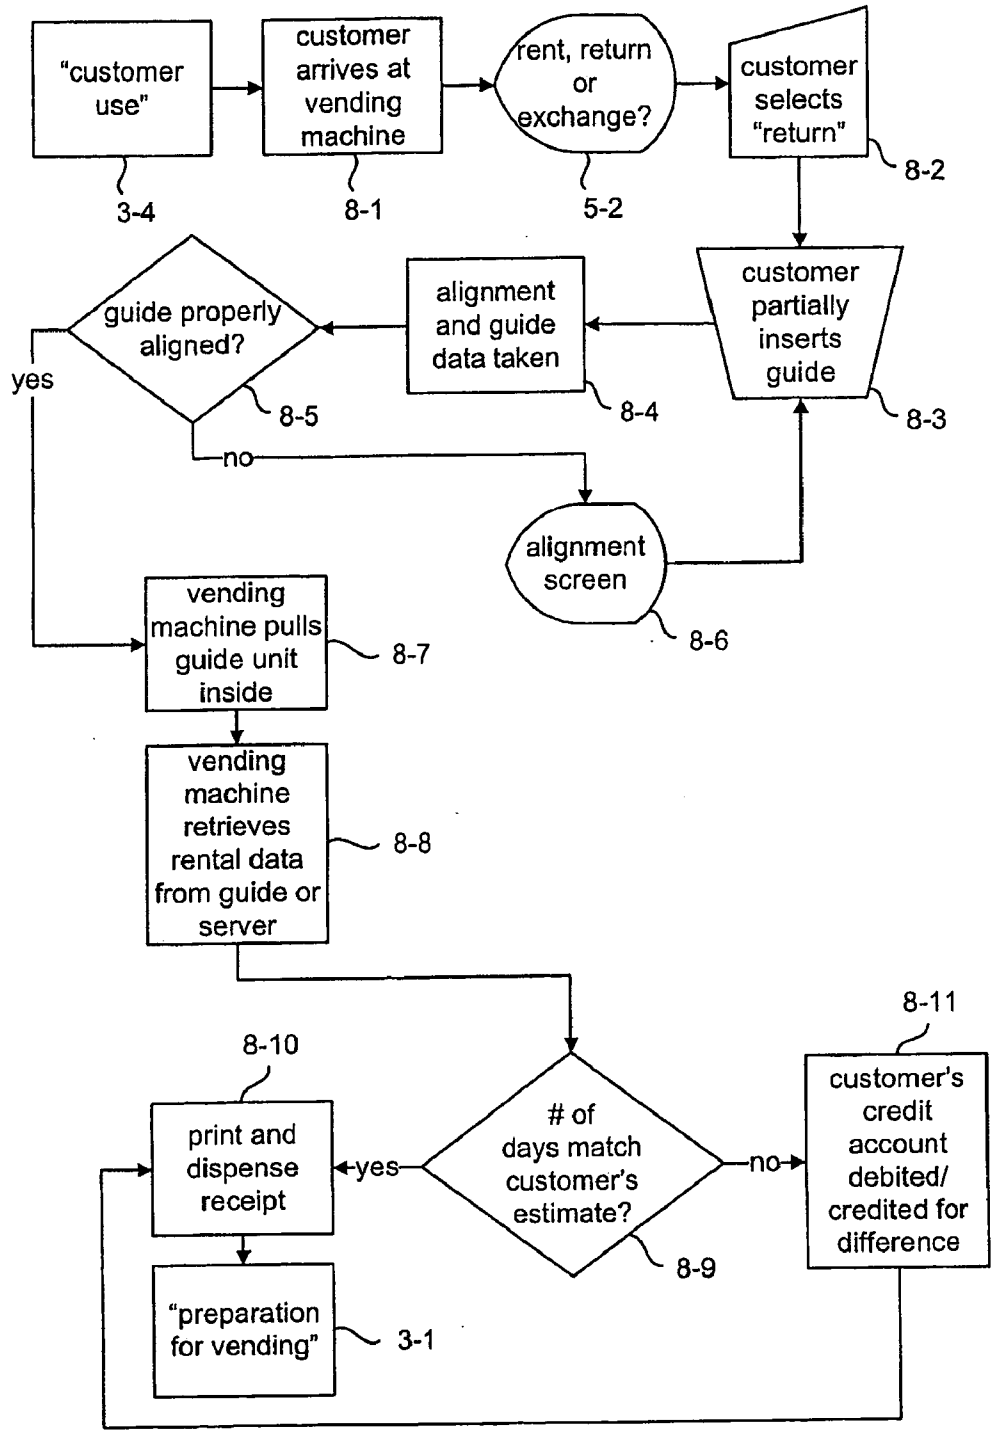 “customer
use”
3-4
customer
arrives at
vending
machine
8-1
rent, return
or
exchange?
5-2
customer
selects
“return”
8-2
customer
partially
inserts
guide
8-3
alignment
and guide
data taken
8-4
guide properly
aligned?
8-5
yes
no
alignment
screen
8-6
vending
machine pulls
guide unit
inside
8-7
vending
machine
retrieves
rental data
from guide or
server
8-8
# of
days match
customer's
estimate?
8-9
yes
no
8-10
print and
dispense
receipt
8-11
customer's
credit
account
debited/
credited for
difference
“preparation
for vending”
3-1